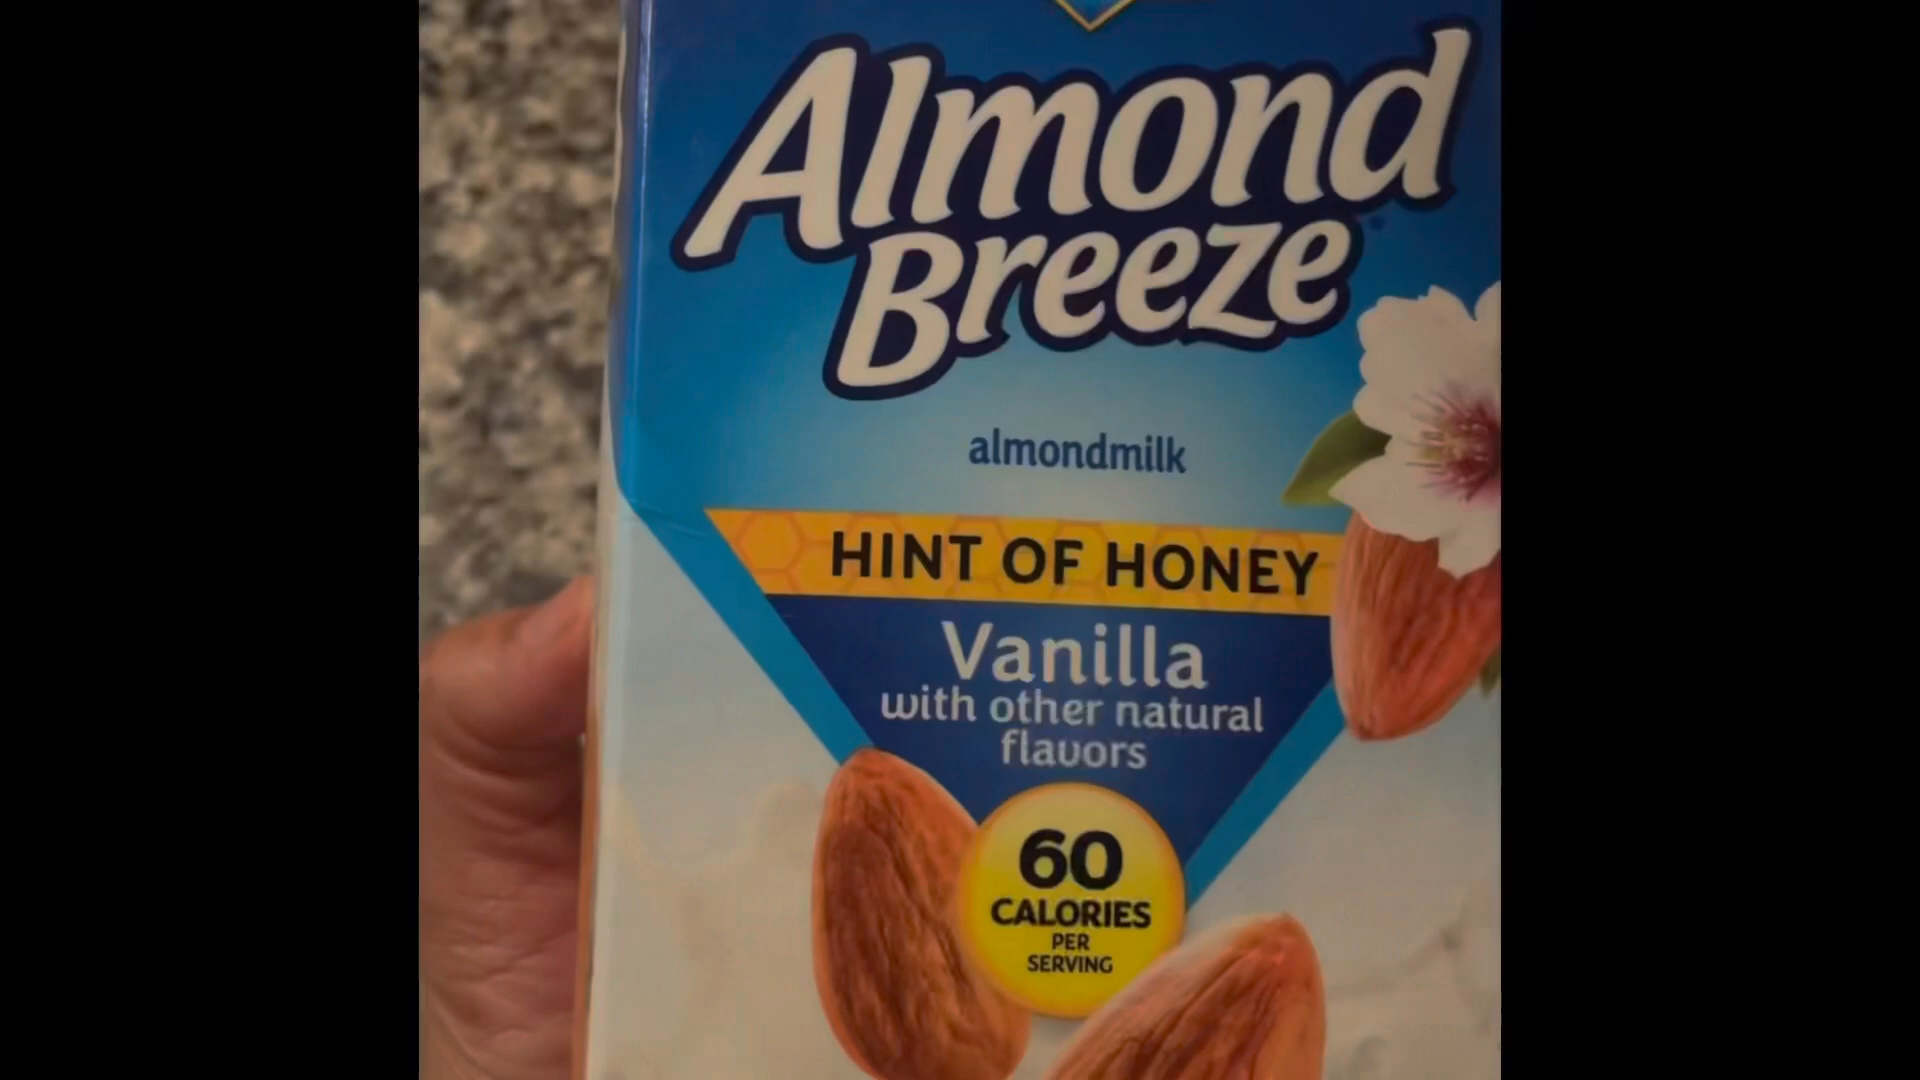 Almond
Breeze
almondmilk
HINT OF HONEY
Vanilla
with other natural
flavors
60
CALORIES
PER
SERVING